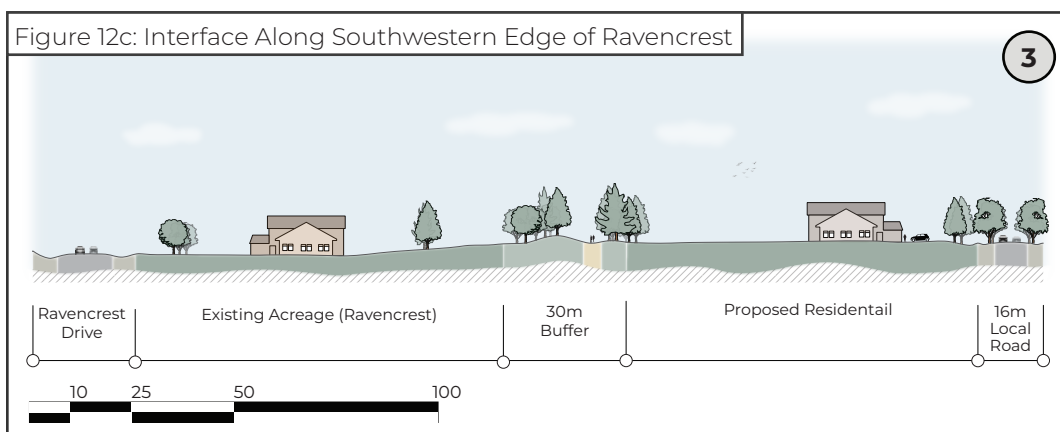 Figure 12c: Interface Along Southwestern Edge of Ravencrest
3
Ravencrest
Drive
Existing Acreage (Ravencrest)
30m
Buffer
Proposed Residentail
16m
Local
Road
10 25 50 100